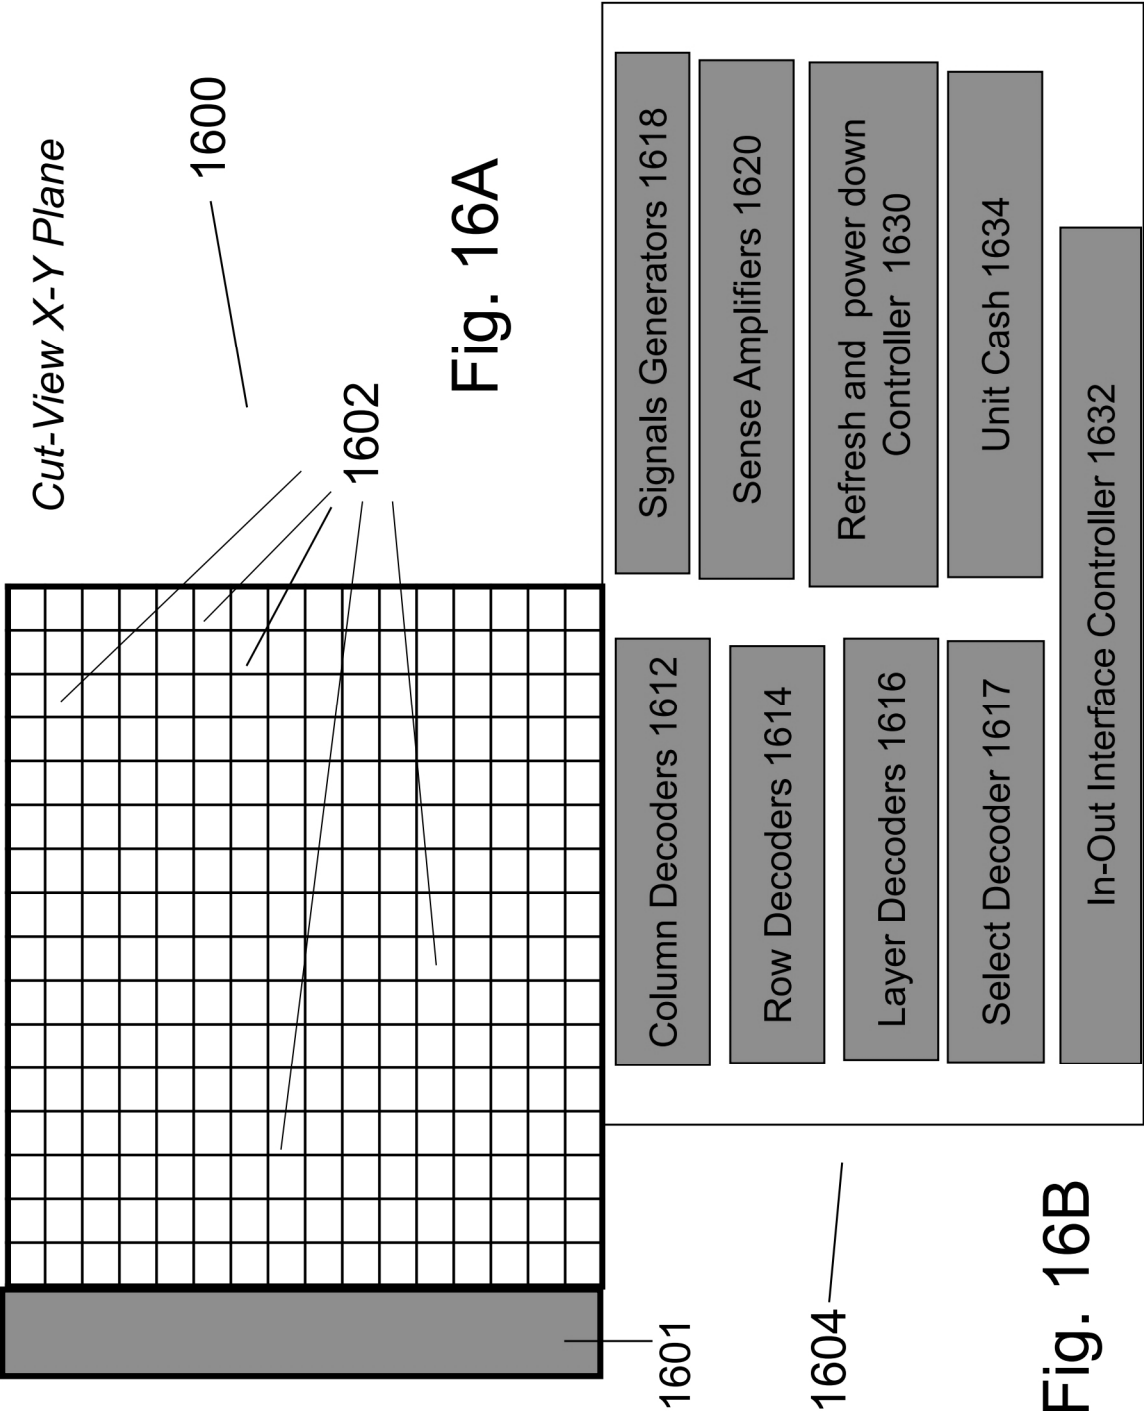 Cut-View X-Y Plane
1600
1602
Fig. 16A
1601
1604
Column Decoders 1612
Signals Generators 1618
Row Decoders 1614
Sense Amplifiers 1620
Layer Decoders 1616
Refresh and power down
Controller 1630
Select Decoder 1617
Unit Cash 1634
In-Out Interface Controller 1632
Fig. 16B